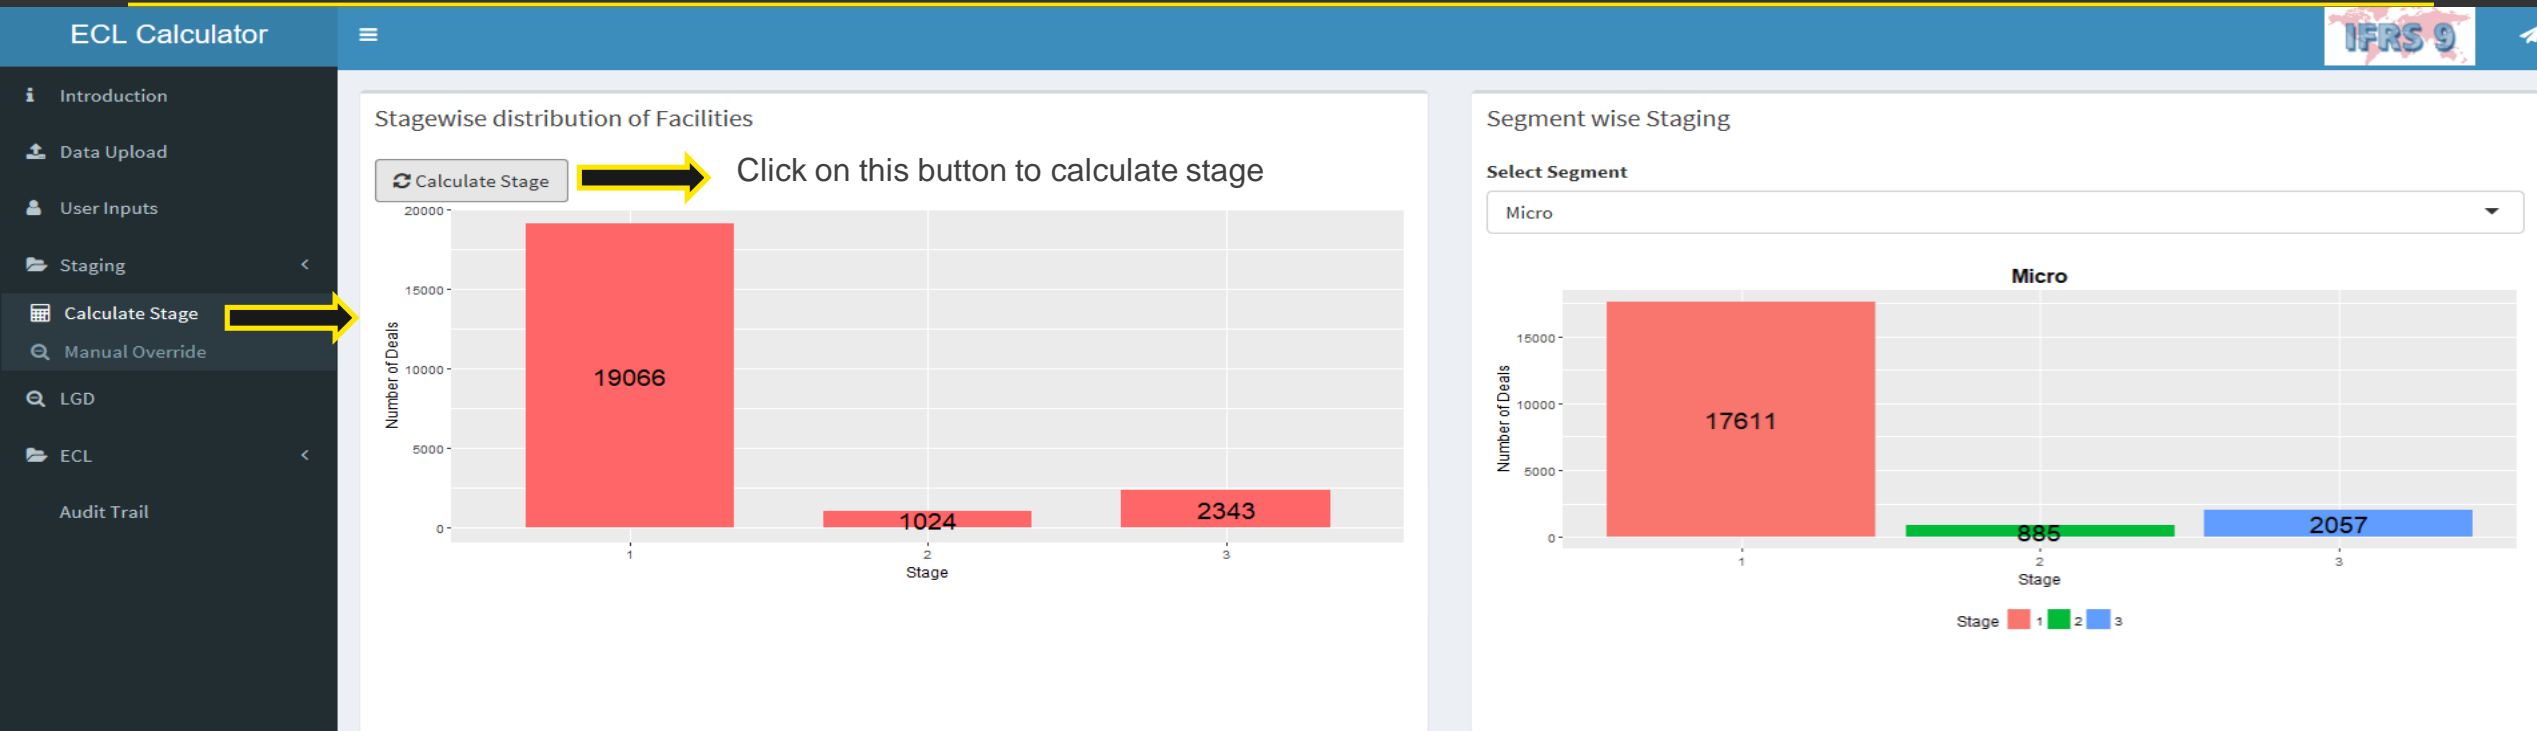 ECL Calculator
IFRS 9
Introduction
Data Upload
User Inputs
Staging
Calculate Stage
Manual Override
LGD
ECL
Audit Trail
Stagewise distribution of Facilities
Calculate Stage
Click on this button to calculate stage
20000
15000
10000
5000
0
Number of Deals
19066
1024
2343
1 2 3
Stage
Segment wise Staging
Select Segment
Micro
Micro
15000
10000
5000
0
Number of Deals
17611
885
2057
1 2 3
Stage
Stage 1 2 3